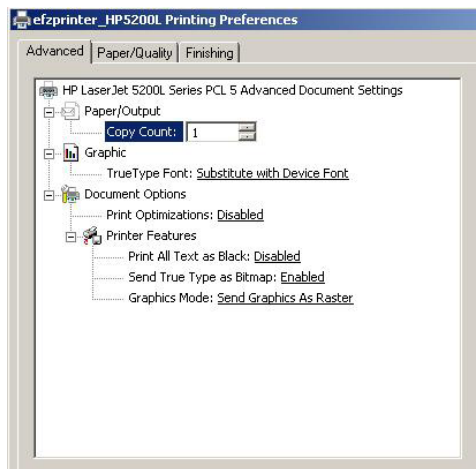 efzprinter_HP5200L Printing Preferences
Advanced Paper/Quality Finishing
HP LaserJet 5200L Series PCL 5 Advanced Document Settings
Paper/Output
Copy Count: 1
Graphic
TrueType Font: Substitute with Device Font
Document Options
Print Optimizations: Disabled
Printer Features
Print All Text as Black: Disabled
Send True Type as Bitmap: Enabled
Graphics Mode: Send Graphics As Raster